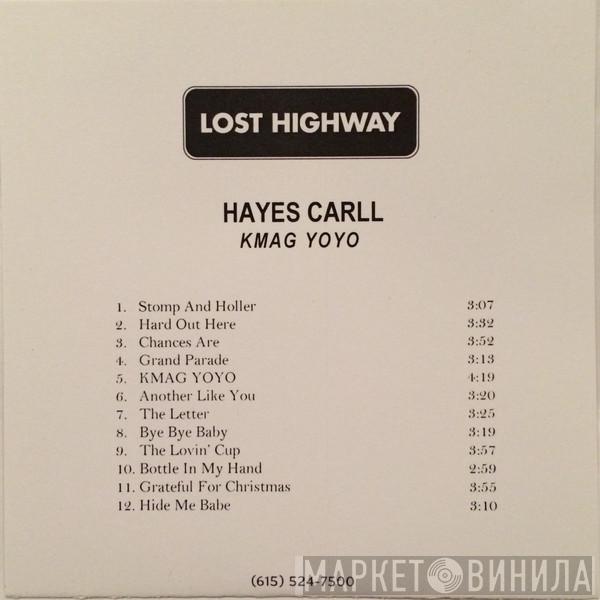 LOST HIGHWAY
HAYES CARLL
KMAG YOYO
1. Stomp And Holler 3:07
2. Hard Out Here 3:32
3. Chances Are 3:52
4. Grand Parade 3:13
5. KMAG YOYO 4:19
6. Another Like You 3:20
7. The Letter 3:25
8. Bye Bye Baby 3:19
9. The Lovin' Cup 3:57
10. Bottle In My Hand 2:59
11. Grateful For Christmas 3:55
12. Hide Me Babe 3:10
(615) 524-7500
МАРКЕТ ВИНИЛА